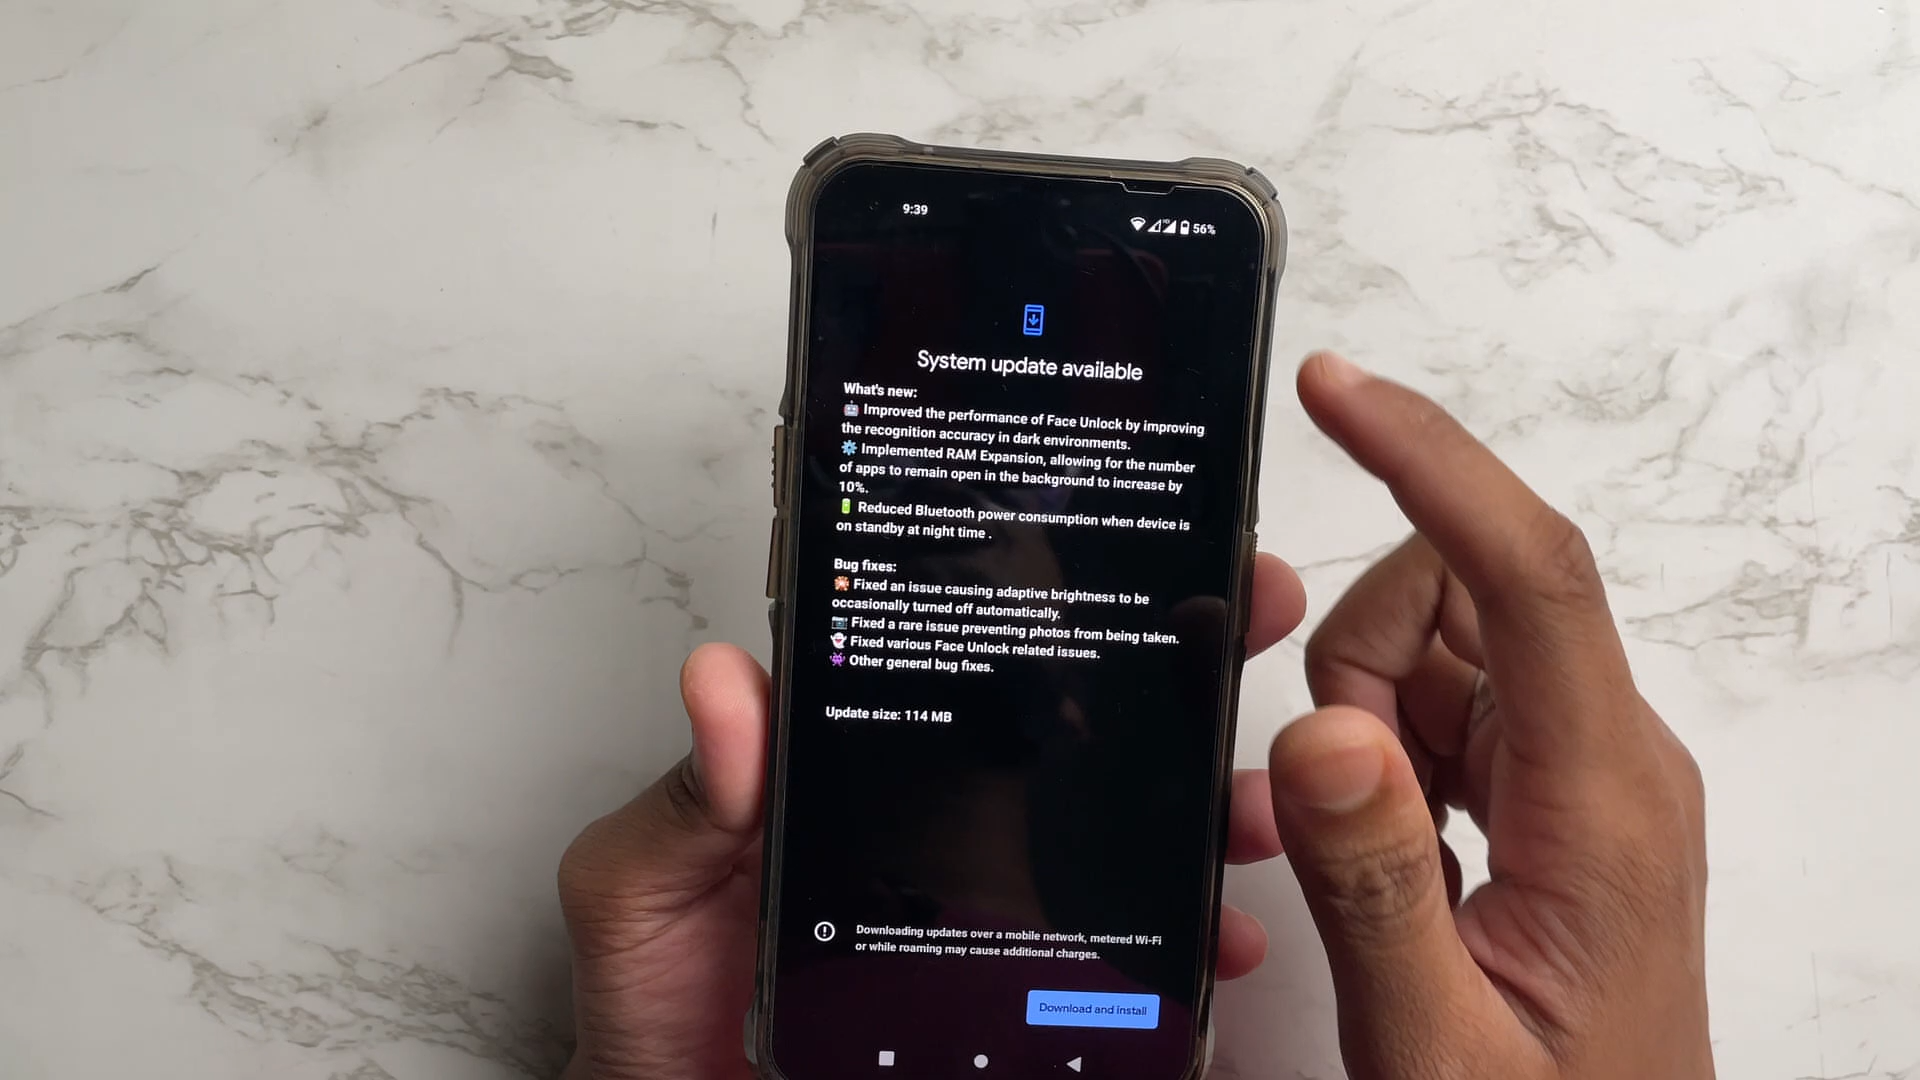 9:39
56%
System update available
What's new:
🤖 Improved the performance of Face Unlock by improving
the recognition accuracy in dark environments.
⚙️ Implemented RAM Expansion, allowing for the number
of apps to remain open in the background to increase by
10%.
🔋 Reduced Bluetooth power consumption when device is
on standby at night time .
Bug fixes:
🔆 Fixed an issue causing adaptive brightness to be
occasionally turned off automatically.
📷 Fixed a rare issue preventing photos from being taken.
👻 Fixed various Face Unlock related issues.
👾 Other general bug fixes.
Update size: 114 MB
Downloading updates over a mobile network, metered Wi-Fi
or while roaming may cause additional charges.
Download and install